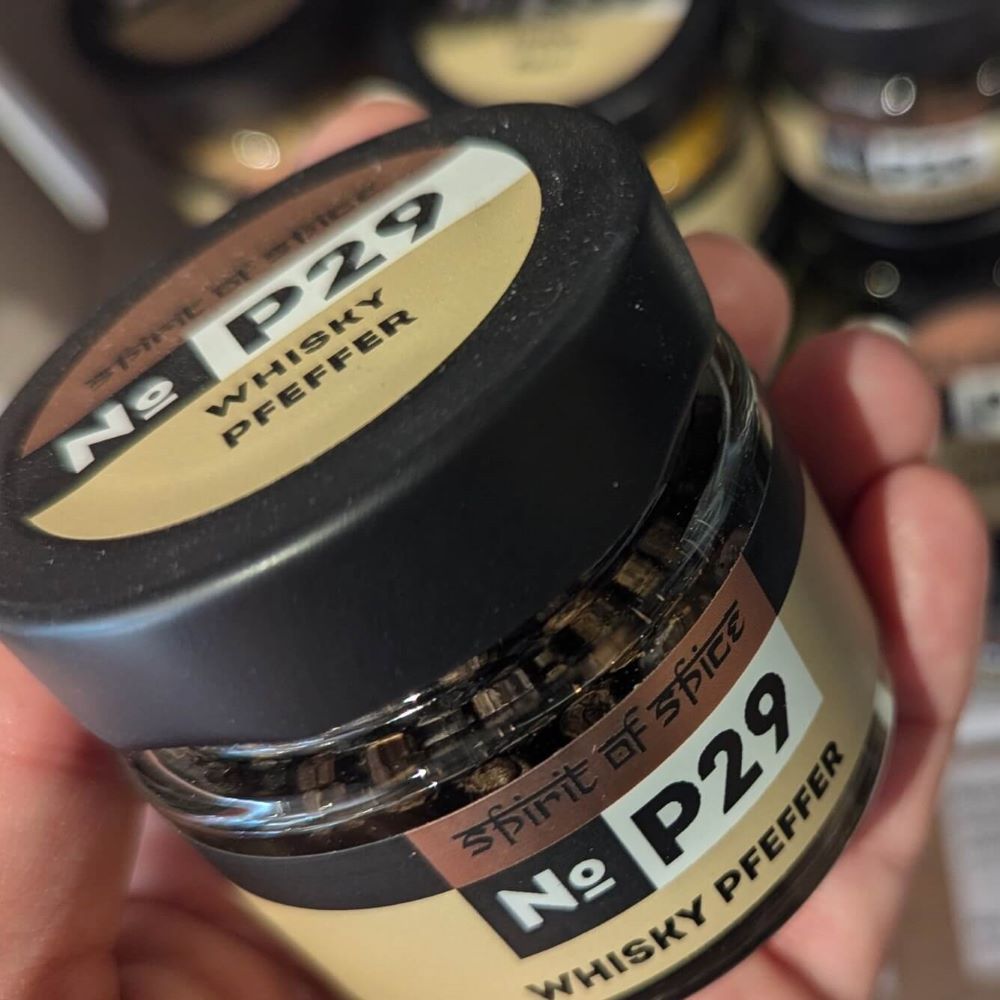 spirit of spice
No P29
WHISKY
PFEFFER
spirit of spice
No P29
WHISKY PFEFFER